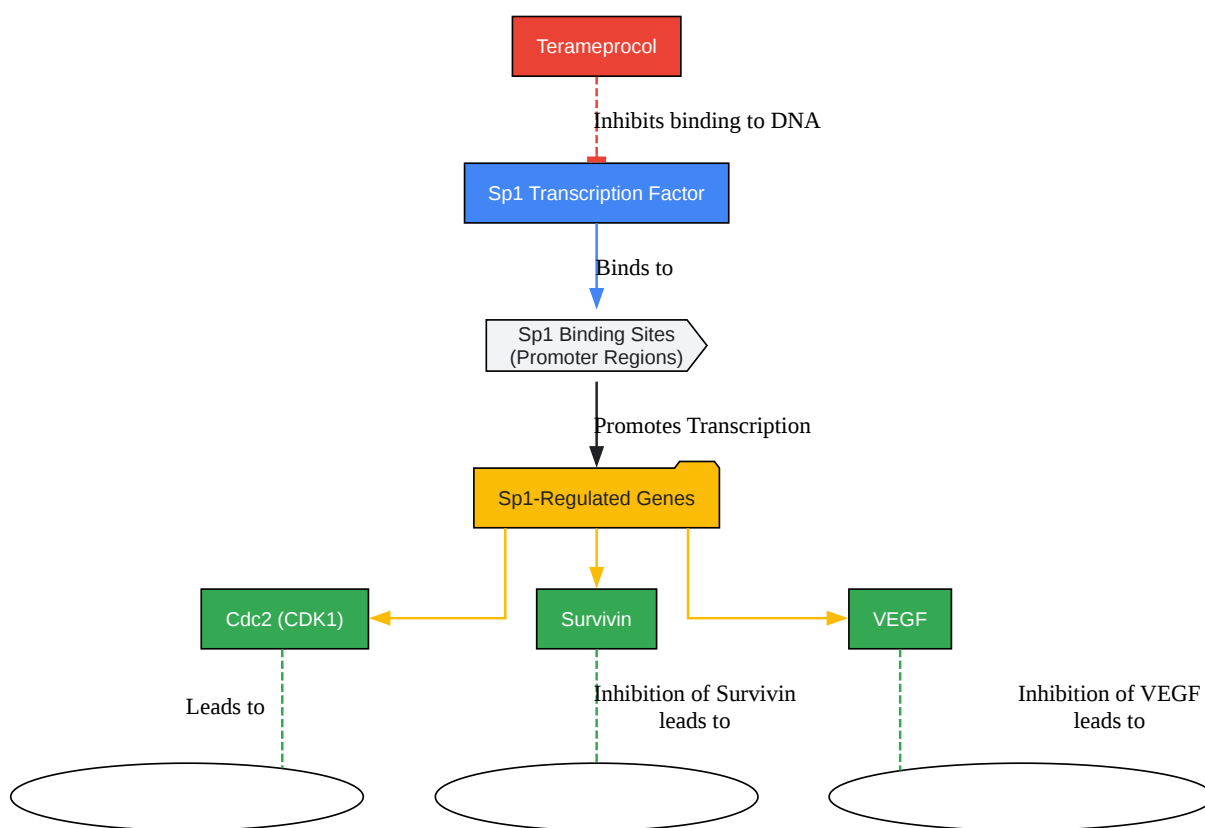 Terameprocol
Inhibits binding to DNA
Sp1 Transcription Factor
Binds to
Sp1 Binding Sites
(Promoter Regions)
Promotes Transcription
Sp1-Regulated Genes
Cdc2 (CDK1)
Survivin
VEGF
Leads to
Inhibition of Survivin
leads to
Inhibition of VEGF
leads to